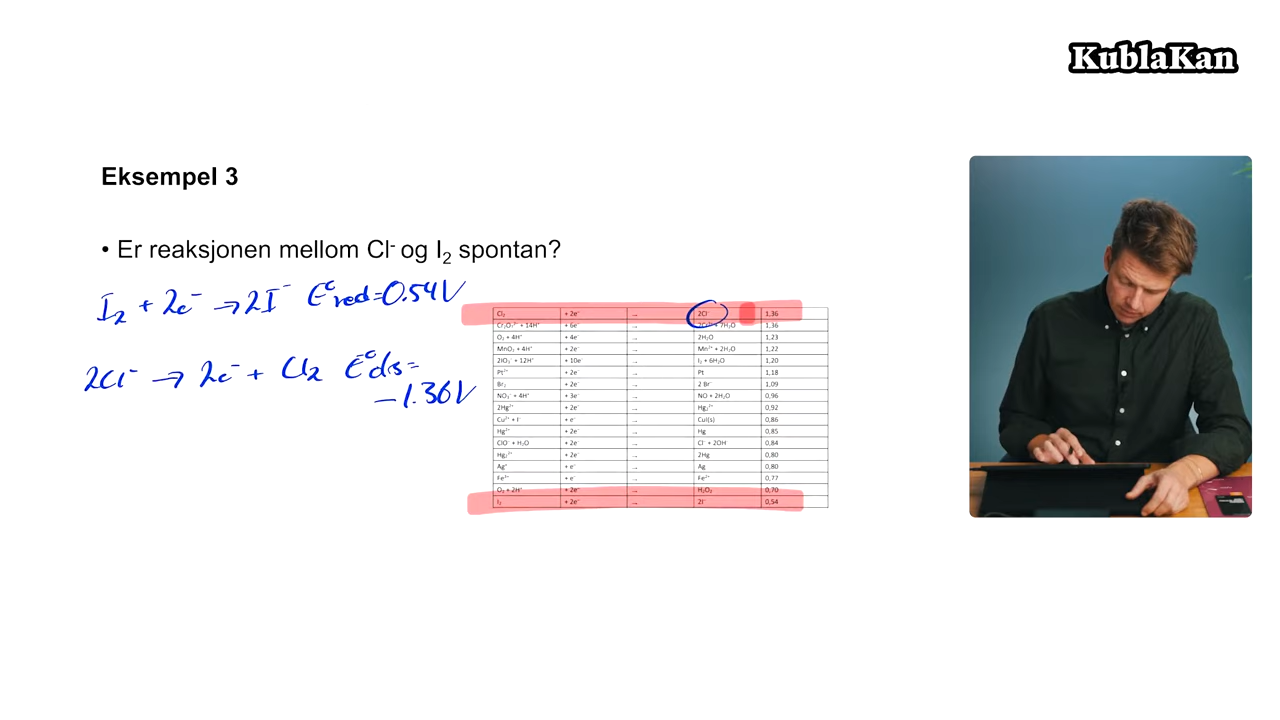 KublaKan
Eksempel 3
• Er reaksjonen mellom Cl⁻ og I₂ spontan?
I₂ + 2e⁻ → 2I⁻ E°red=0.54V
2Cl⁻ → 2e⁻ + Cl₂ E°oks=
-1.36V
Cl₂ + 2e⁻ → 2Cl⁻ 1,36
Cr₂O₇²⁻ + 14H⁺ + 6e⁻ → 2Cr³⁺ + 7H₂O 1,36
O₂ + 4H⁺ + 4e⁻ → 2H₂O 1,23
MnO₂ + 4H⁺ + 2e⁻ → Mn²⁺ + 2H₂O 1,22
2IO₃⁻ + 12H⁺ + 10e⁻ → I₂ + 6H₂O 1,20
Pt²⁺ + 2e⁻ → Pt 1,18
Br₂ + 2e⁻ → 2 Br⁻ 1,09
NO₃⁻ + 4H⁺ + 3e⁻ → NO + 2H₂O 0,96
2Hg²⁺ + 2e⁻ → Hg₂²⁺ 0,92
Cu²⁺ + I⁻ + e⁻ → CuI(s) 0,86
Hg²⁺ + 2e⁻ → Hg 0,85
ClO⁻ + H₂O + 2e⁻ → Cl⁻ + 2OH⁻ 0,84
Hg₂²⁺ + 2e⁻ → 2Hg 0,80
Ag⁺ + e⁻ → Ag 0,80
Fe³⁺ + e⁻ → Fe²⁺ 0,77
O₂ + 2H⁺ + 2e⁻ → H₂O₂ 0,70
I₂ + 2e⁻ → 2I⁻ 0,54